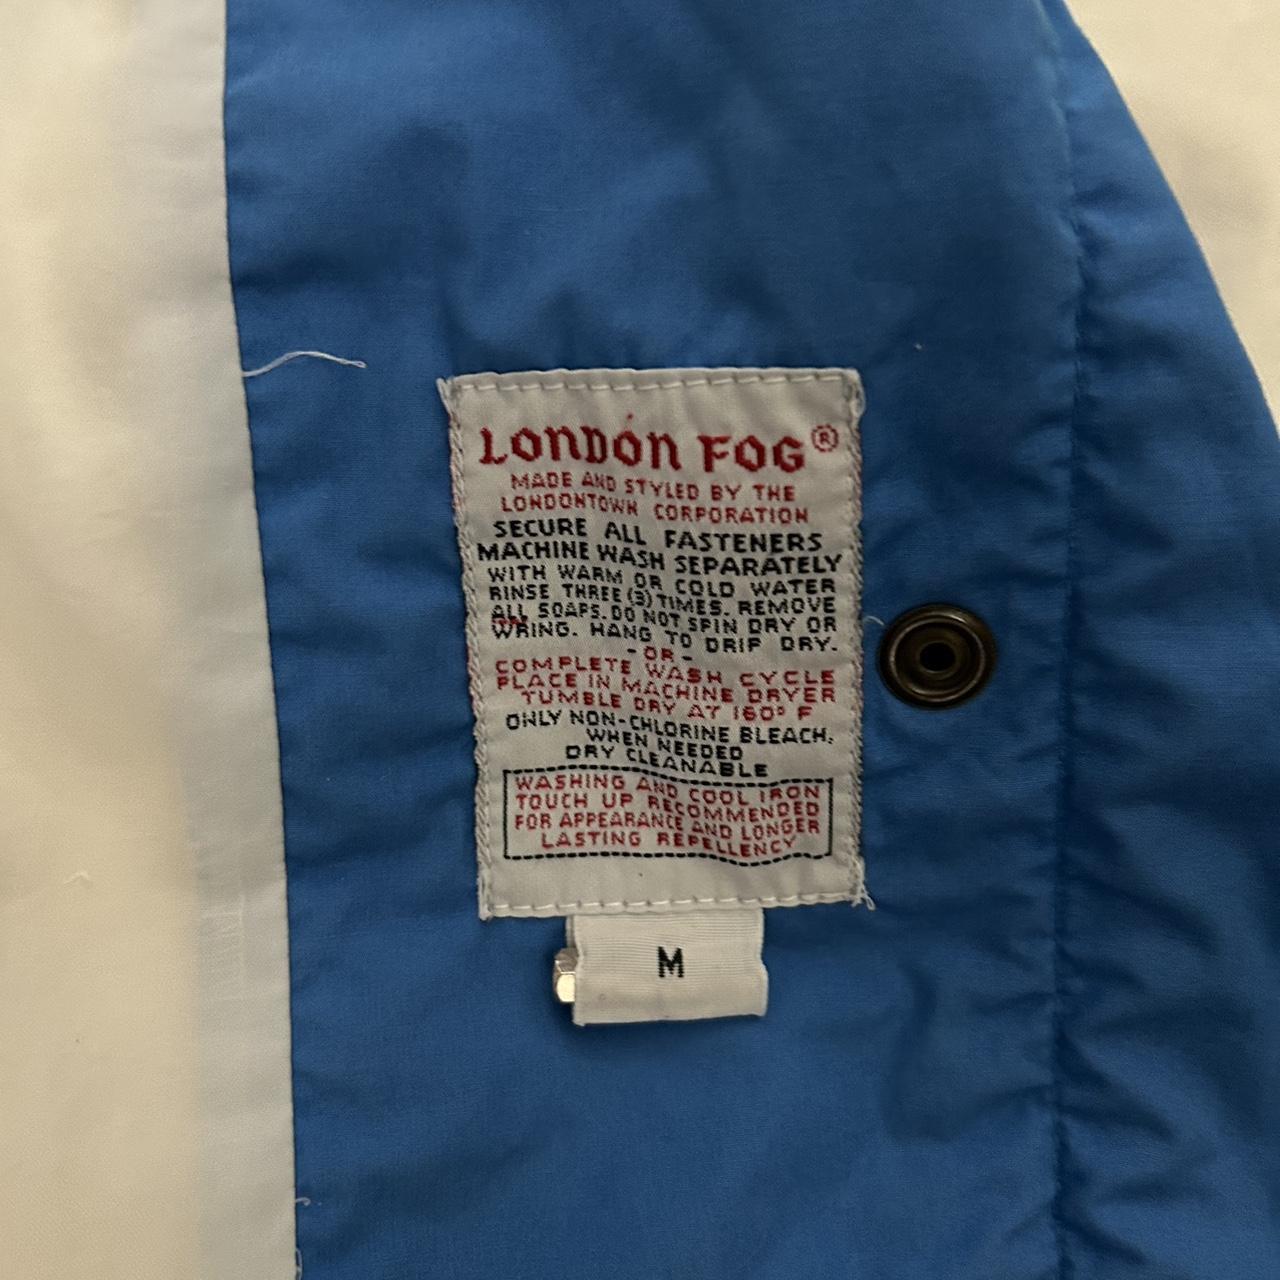 LONDON FOG®
MADE AND STYLED BY THE
LONDONTOWN CORPORATION
SECURE ALL FASTENERS
MACHINE WASH SEPARATELY
WITH WARM OR COLD WATER
RINSE THREE (3) TIMES. REMOVE
ALL SOAPS. DO NOT SPIN DRY OR
WRING. HANG TO DRIP DRY.
-OR-
COMPLETE WASH CYCLE
PLACE IN MACHINE DRYER
TUMBLE DRY AT 160° F
ONLY NON-CHLORINE BLEACH,
WHEN NEEDED
DRY CLEANABLE
WASHING AND COOL IRON
TOUCH UP RECOMMENDED
FOR APPEARANCE AND LONGER
LASTING REPELLENCY
M